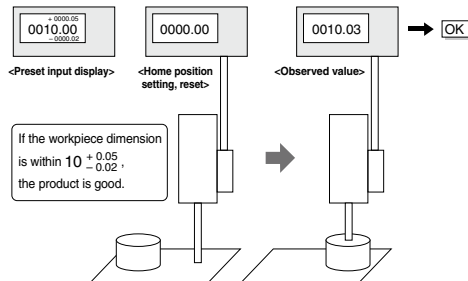 + 0000.05
0010.00
− 0000.02
<Preset input display>
0000.00
<Home position
setting, reset>
0010.03
<Observed value>
OK
If the workpiece dimension
is within 10 + 0.05 − 0.02 ,
the product is good.